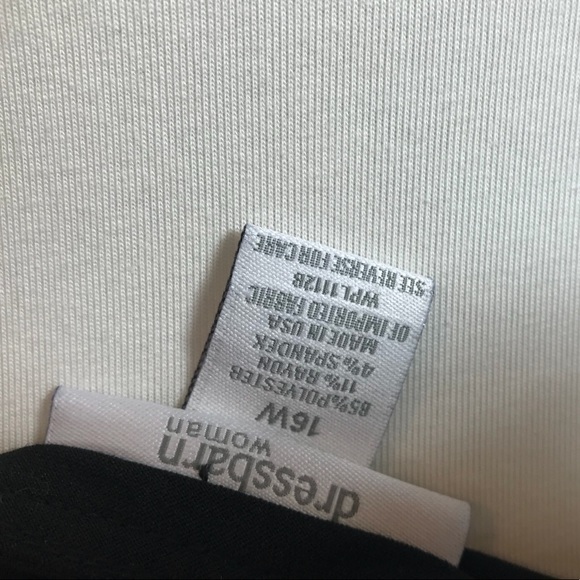 dressbarn
woman
16W
85%POLYESTER
11% RAYON
4% SPANDEX
MADE IN USA
OF IMPORTED FABRIC
WPL11128
SEE REVERSE FOR CARE